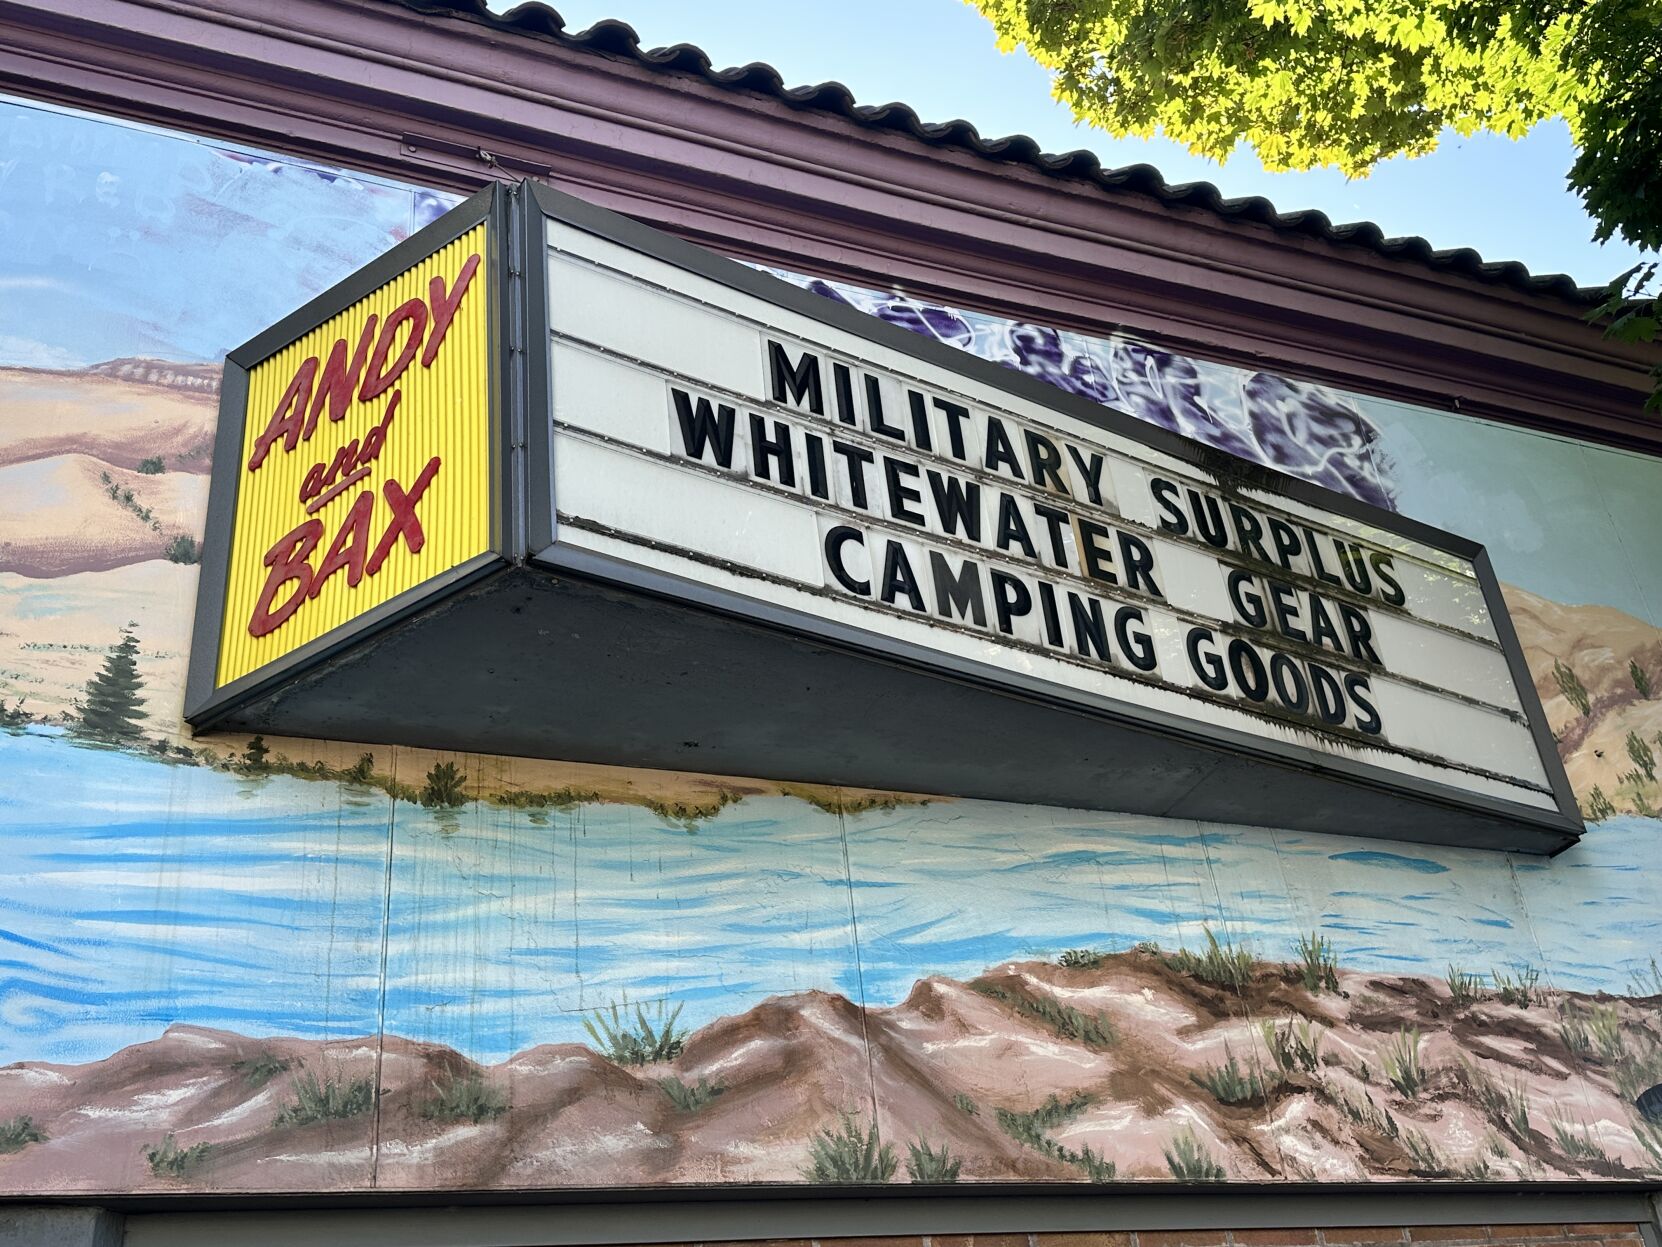 ANDY
and
BAX
MILITARY SURPLUS
WHITEWATER GEAR
CAMPING GOODS